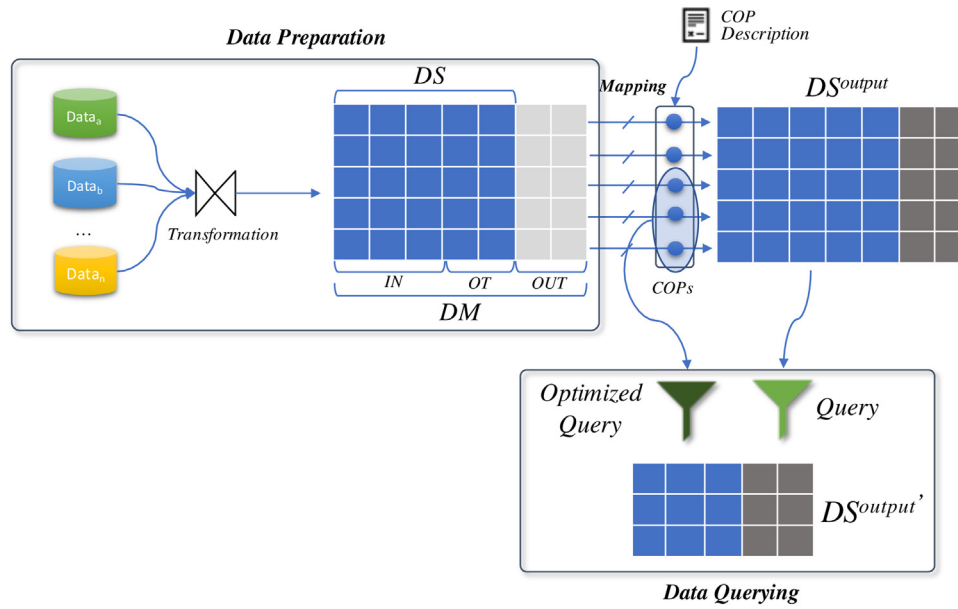 Data Preparation
COP
Description
DS
Mapping
DSoutput
Dataa
Datab
...
Datan
Transformation
IN
OT
OUT
COPs
DM
Optimized
Query
Query
DSoutput’
Data Querying